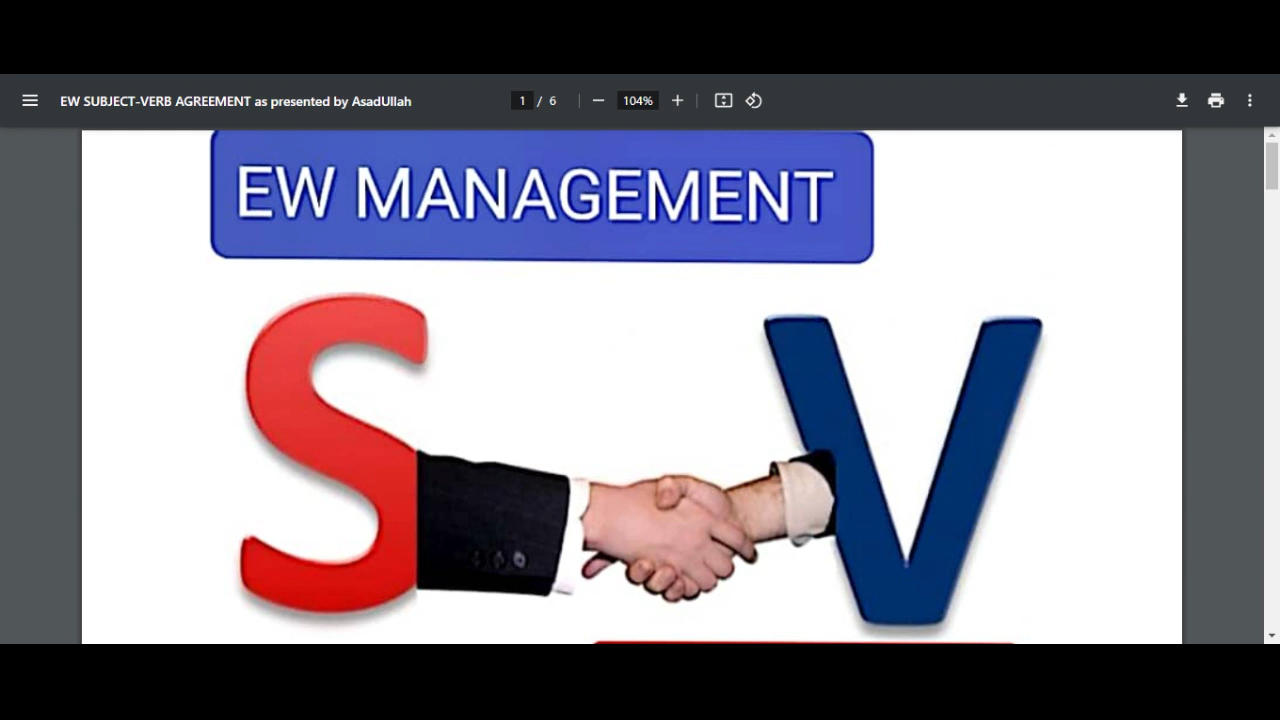 EW SUBJECT-VERB AGREEMENT as presented by AsadUllah
1 / 6
104%
EW MANAGEMENT
S V